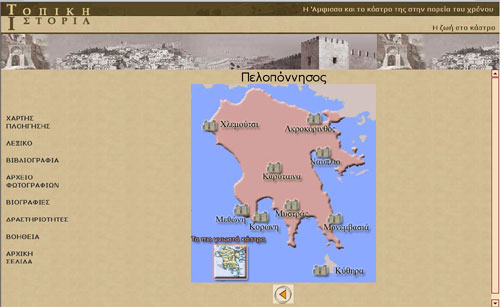 ΤΟΠΙΚΗ
ΙΣΤΟΡΙΑ
Η Άμφισσα και το κάστρο της στην πορεία του χρόνου
Η ζωή στο κάστρο
Πελοπόννησος
ΧΑΡΤΗΣ
ΠΛΟΗΓΗΣΗΣ
ΛΕΞΙΚΟ
ΒΙΒΛΙΟΓΡΑΦΙΑ
ΑΡΧΕΙΟ
ΦΩΤΟΓΡΑΦΙΩΝ
ΒΙΟΓΡΑΦΙΕΣ
ΔΡΑΣΤΗΡΙΟΤΗΤΕΣ
ΒΟΗΘΕΙΑ
ΑΡΧΙΚΗ
ΣΕΛΙΔΑ
Χλεμούτσι
Ακροκόρινθος
Ναύπλιο
Καρύταινα
Μυστράς
Μεθώνη
Κορώνη
Μονεμβασιά
Τα πιο γνωστά κάστρα
Κύθηρα